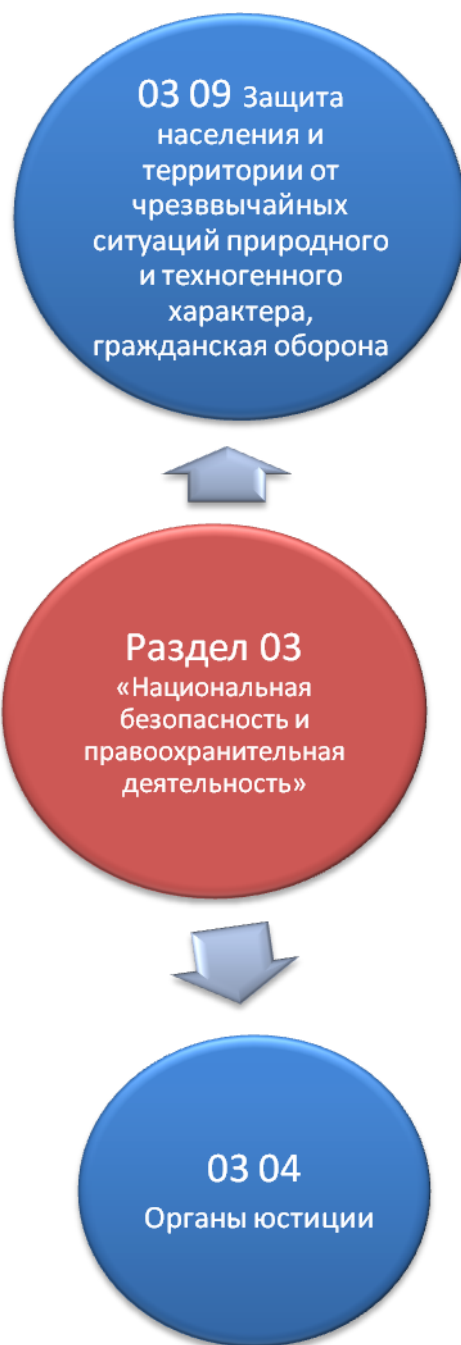 03 09 Защита
населения и
территории от
чрезввычайных
ситуаций природного
и техногенного
характера,
гражданская оборона
Раздел 03
«Национальная
безопасность и
правоохранительная
деятельность»
03 04
Органы юстиции